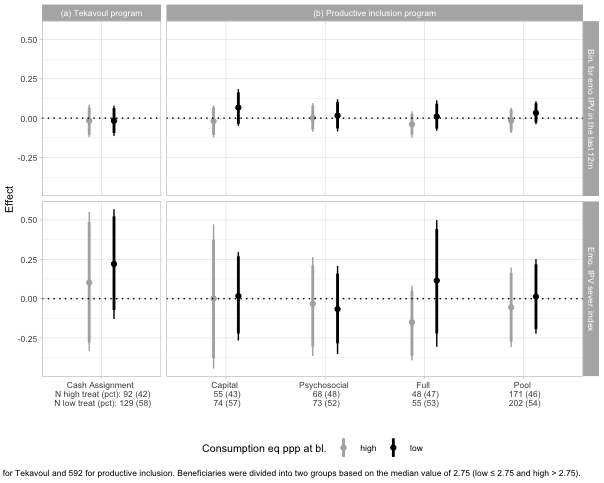 (a) Tekavoul program
(b) Productive inclusion program
0.50
0.25
0.00
-0.25
Bin. for emo IPV in the last 12m
0.50
0.25
0.00
-0.25
Emo. IPV sever. index
Effect
Cash Assignment
N high treat (pct): 92 (42)
N low treat (pct): 129 (58)
Capital
55 (43)
74 (57)
Psychosocial
68 (48)
73 (52)
Full
48 (47)
55 (53)
Pool
171 (46)
202 (54)
Consumption eq ppp at bl. high low
for Tekavoul and 592 for productive inclusion. Beneficiaries were divided into two groups based on the median value of 2.75 (low ≤ 2.75 and high > 2.75).